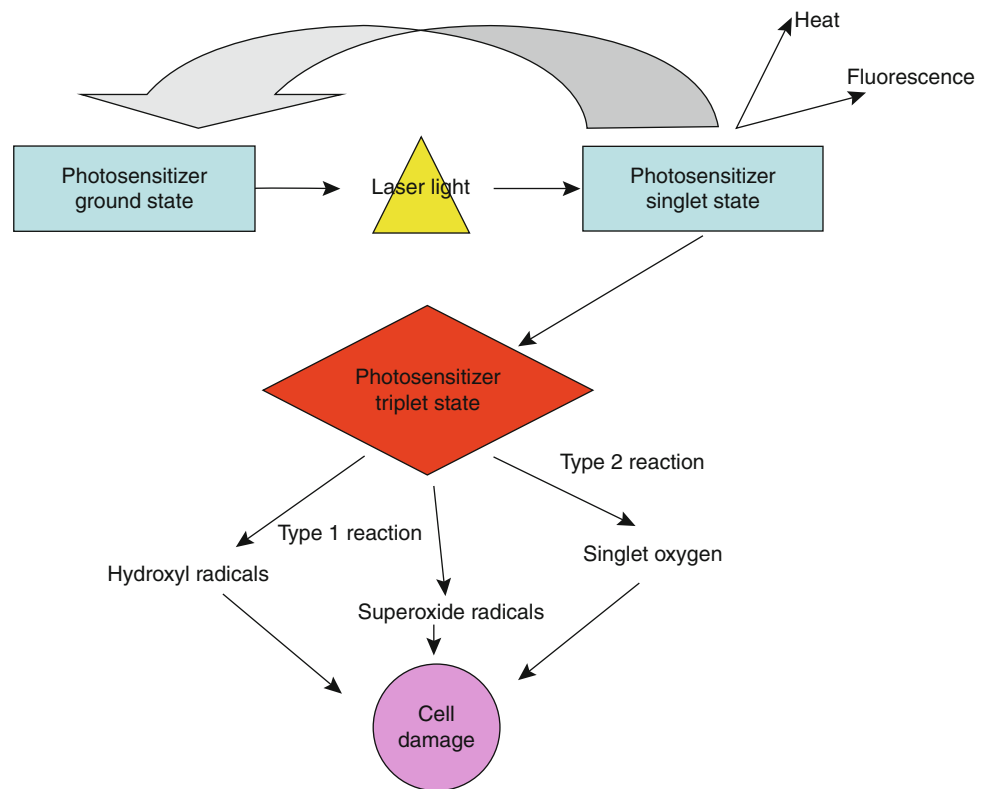 Heat
Fluorescence
Photosensitizer
ground state
Laser light
Photosensitizer
singlet state
Photosensitizer
triplet state
Type 2 reaction
Type 1 reaction
Singlet oxygen
Hydroxyl radicals
Superoxide radicals
Cell
damage